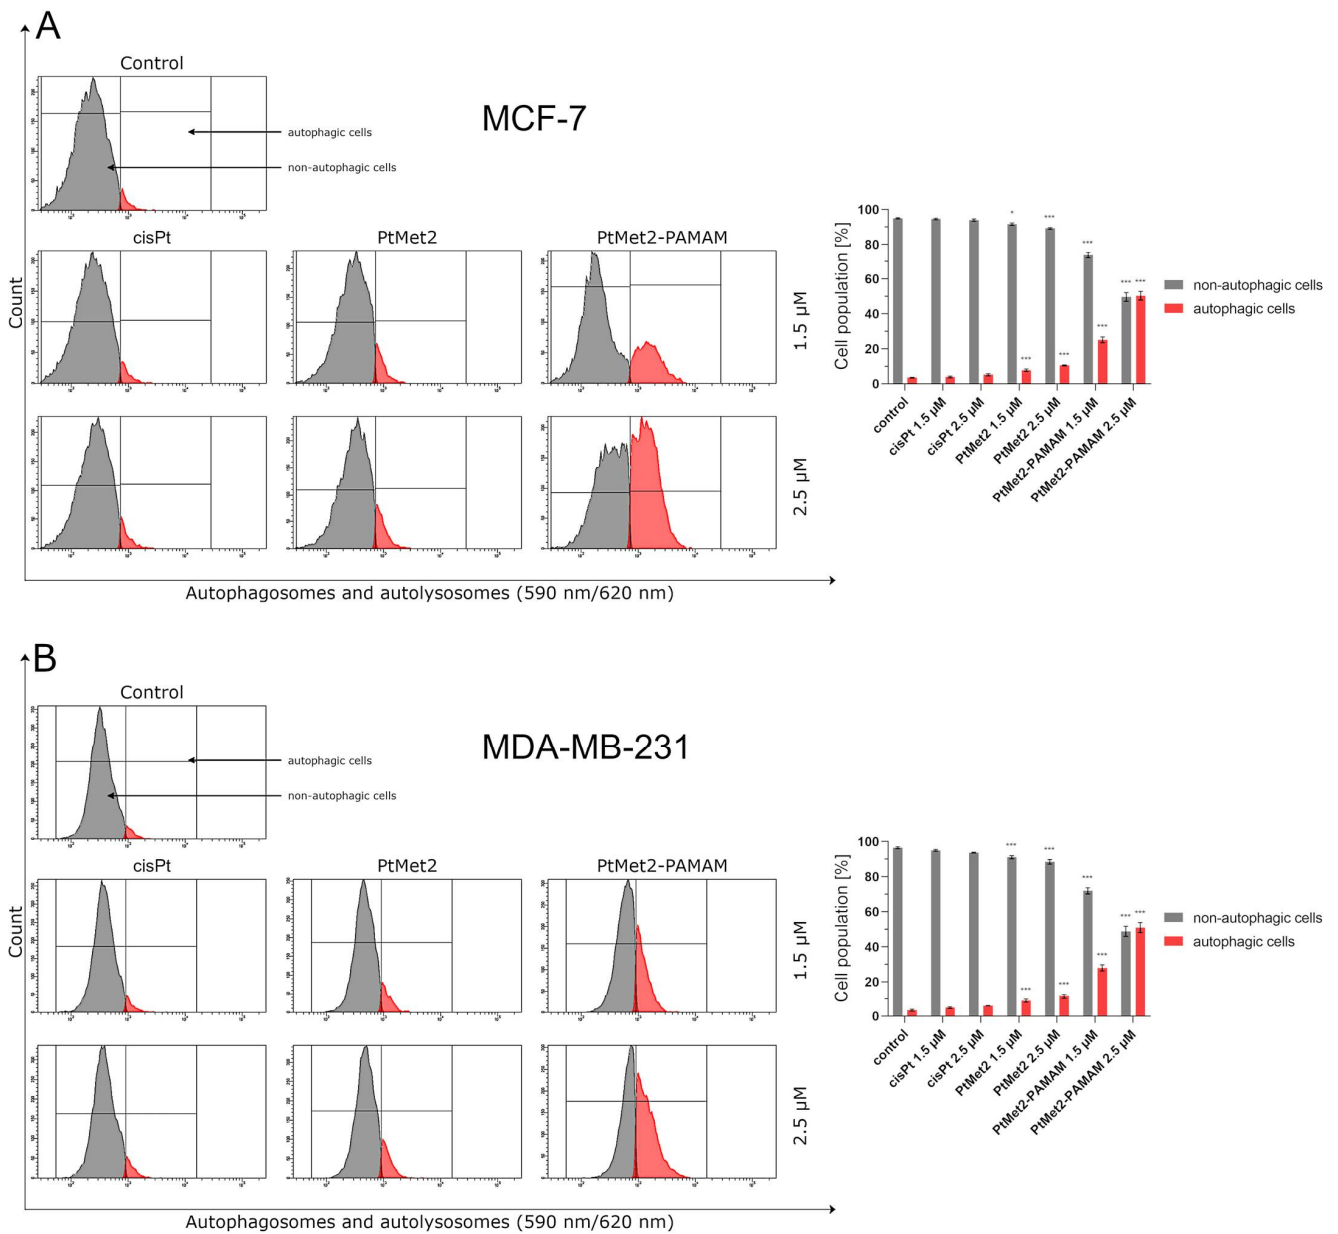 A
Control
MCF-7
autophagic cells
non-autophagic cells
cisPt
PtMet2
PtMet2-PAMAM
Count
1.5 µM
2.5 µM
Autophagosomes and autolysosomes (590 nm/620 nm)
Cell population [%]
100
80
60
40
20
0
* *** *** *** *** *** *** ***
control
cisPt 1.5 µM
cisPt 2.5 µM
PtMet2 1.5 µM
PtMet2 2.5 µM
PtMet2-PAMAM 1.5 µM
PtMet2-PAMAM 2.5 µM
non-autophagic cells
autophagic cells
B
Control
MDA-MB-231
autophagic cells
non-autophagic cells
cisPt
PtMet2
PtMet2-PAMAM
Count
1.5 µM
2.5 µM
Autophagosomes and autolysosomes (590 nm/620 nm)
Cell population [%]
100
80
60
40
20
0
*** *** *** *** *** *** *** ***
control
cisPt 1.5 µM
cisPt 2.5 µM
PtMet2 1.5 µM
PtMet2 2.5 µM
PtMet2-PAMAM 1.5 µM
PtMet2-PAMAM 2.5 µM
non-autophagic cells
autophagic cells